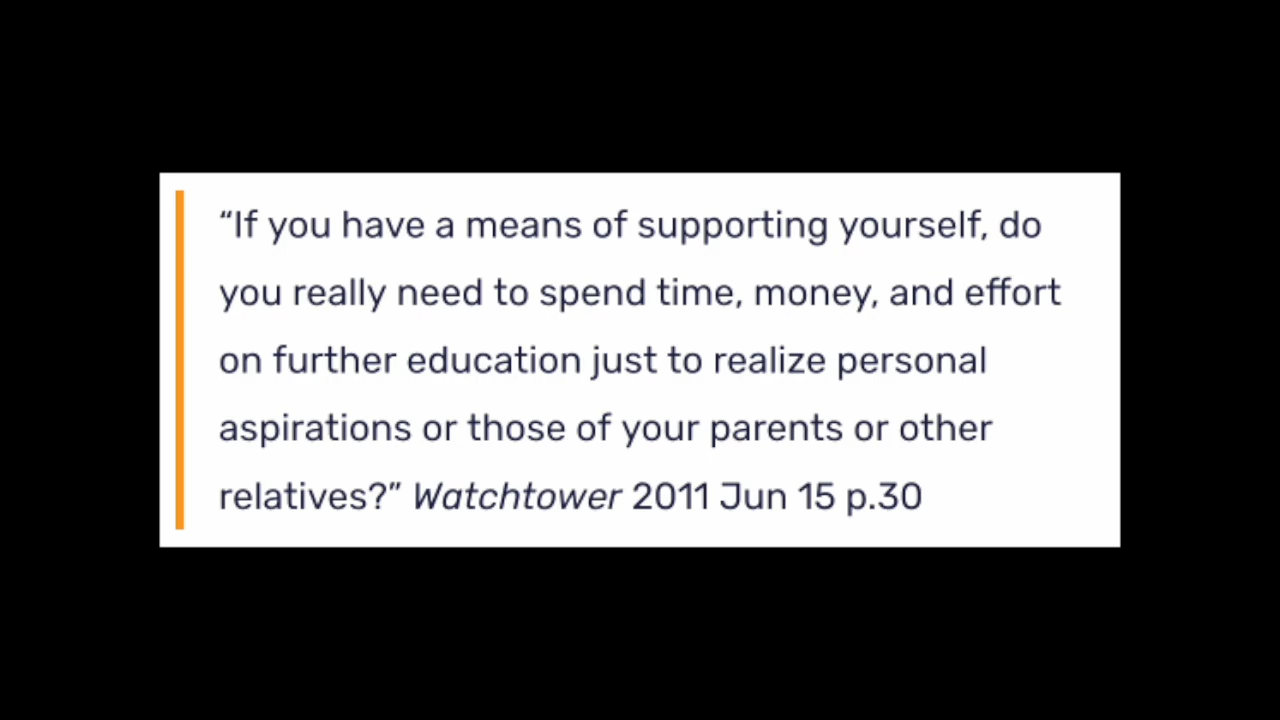 “If you have a means of supporting yourself, do
you really need to spend time, money, and effort
on further education just to realize personal
aspirations or those of your parents or other
relatives?” Watchtower 2011 Jun 15 p.30